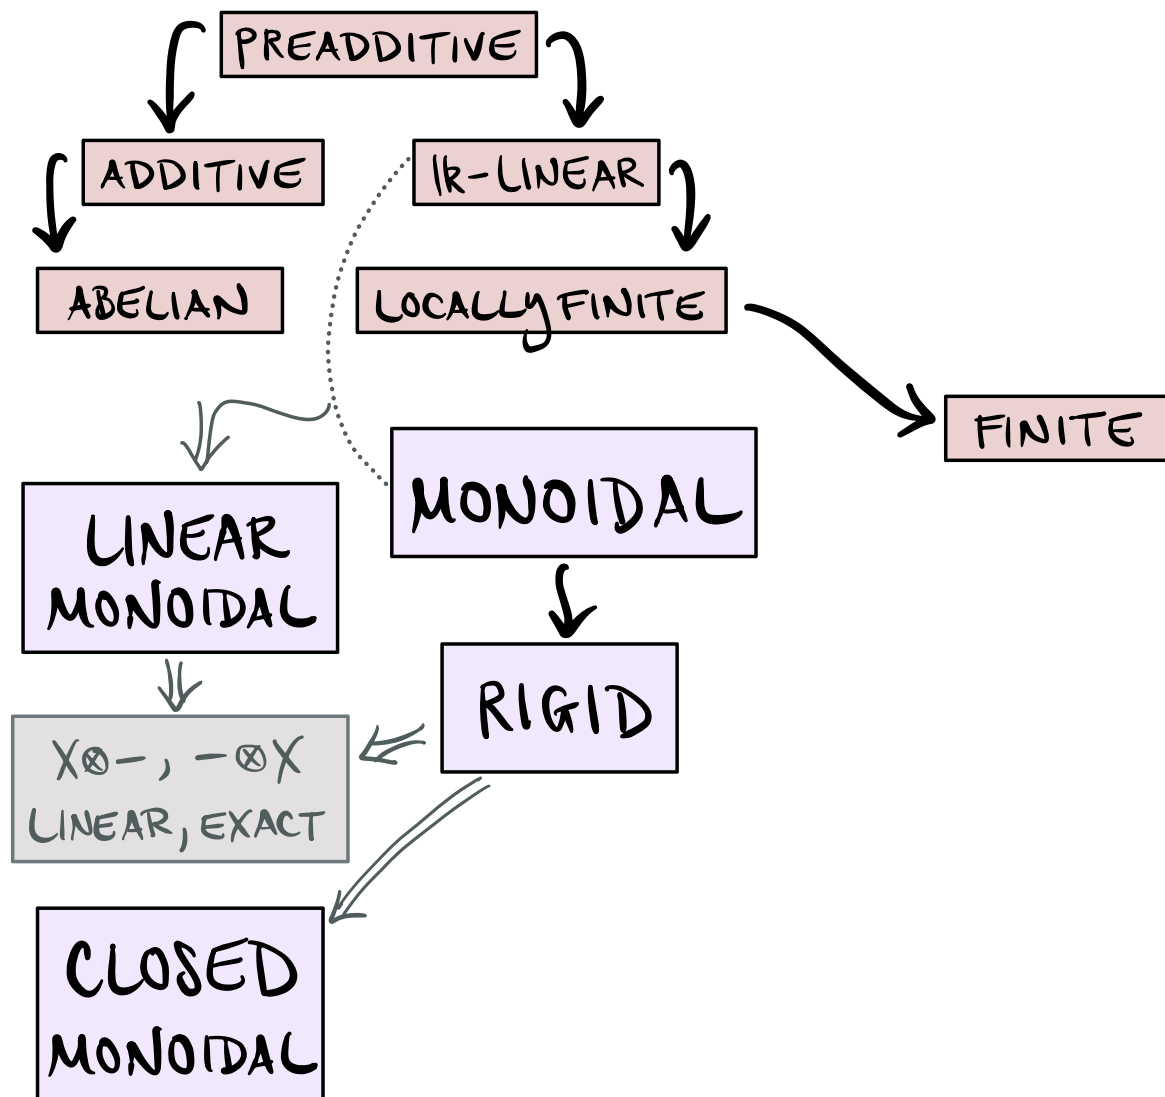 PREADDITIVE
ADDITIVE
𝕜-LINEAR
ABELIAN
LOCALLY FINITE
FINITE
MONOIDAL
LINEAR
MONOIDAL
RIGID
X⊗-, -⊗X
LINEAR, EXACT
CLOSED
MONOIDAL